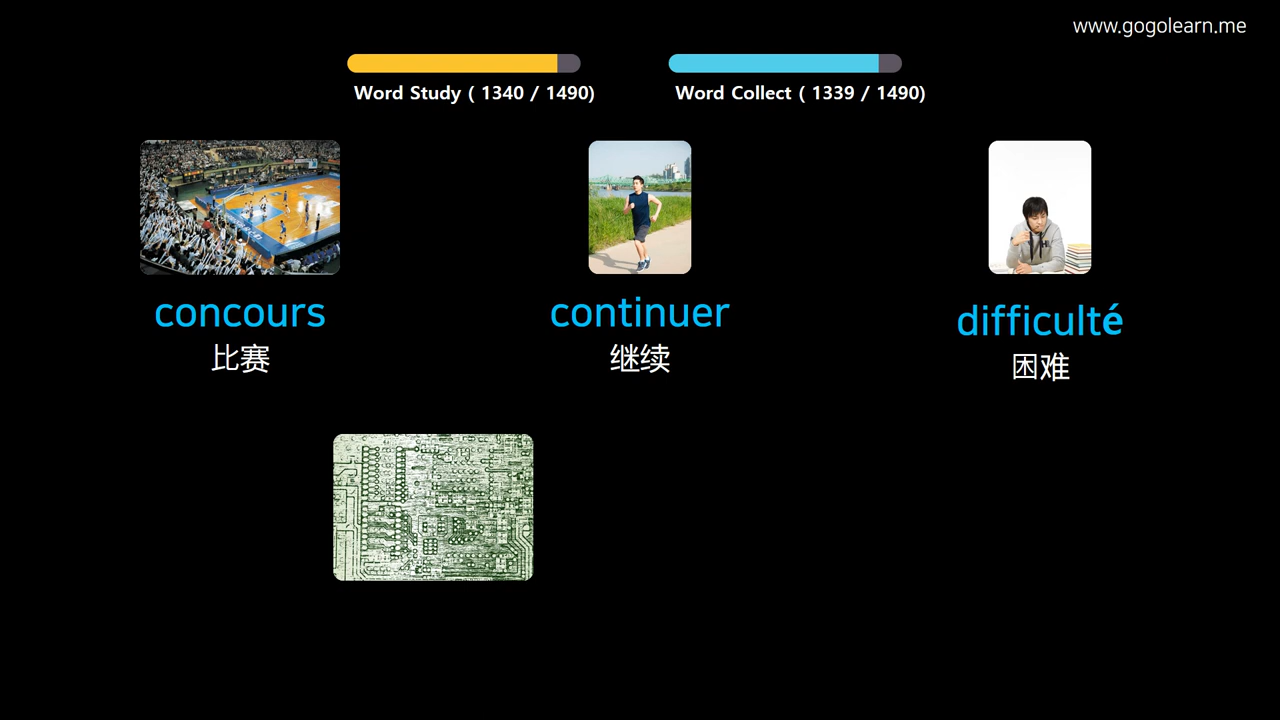 www.gogolearn.me
Word Study ( 1340 / 1490)
Word Collect ( 1339 / 1490)
concours
比赛
continuer
继续
difficulté
困难